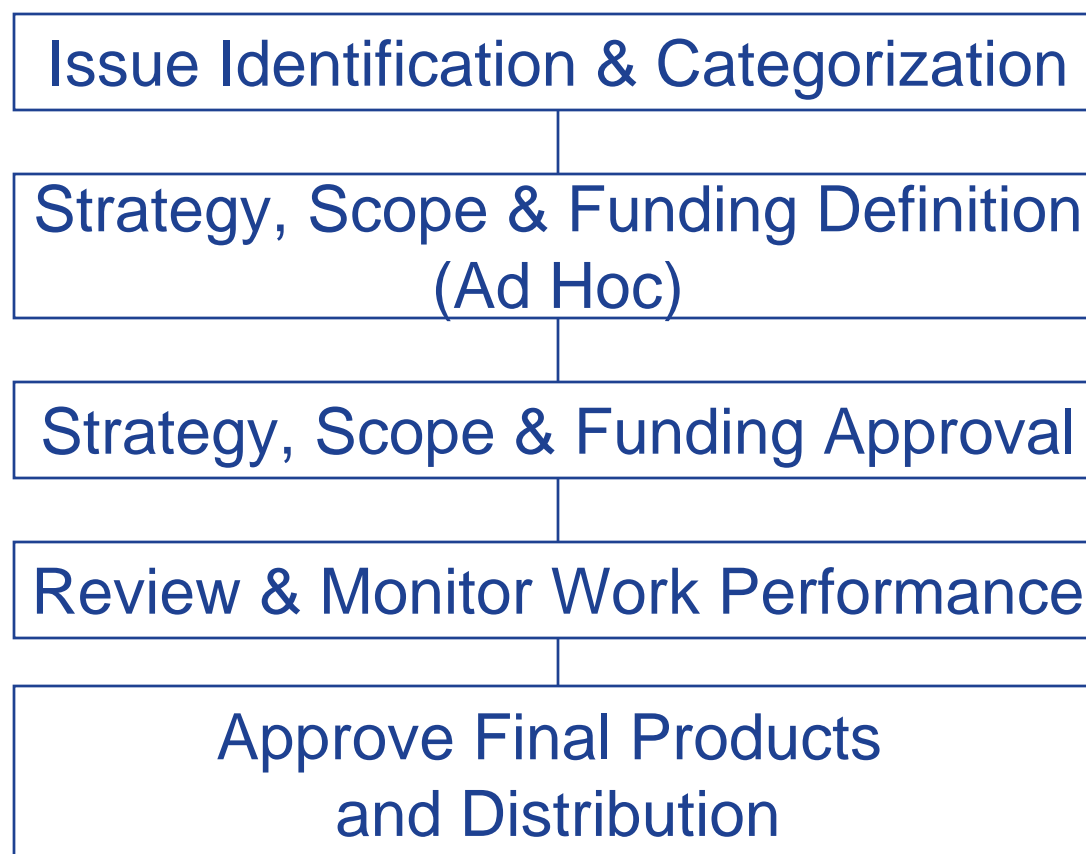 Issue Identification & Categorization
Strategy, Scope & Funding Definition
(Ad Hoc)
Strategy, Scope & Funding Approval
Review & Monitor Work Performance
Approve Final Products
and Distribution